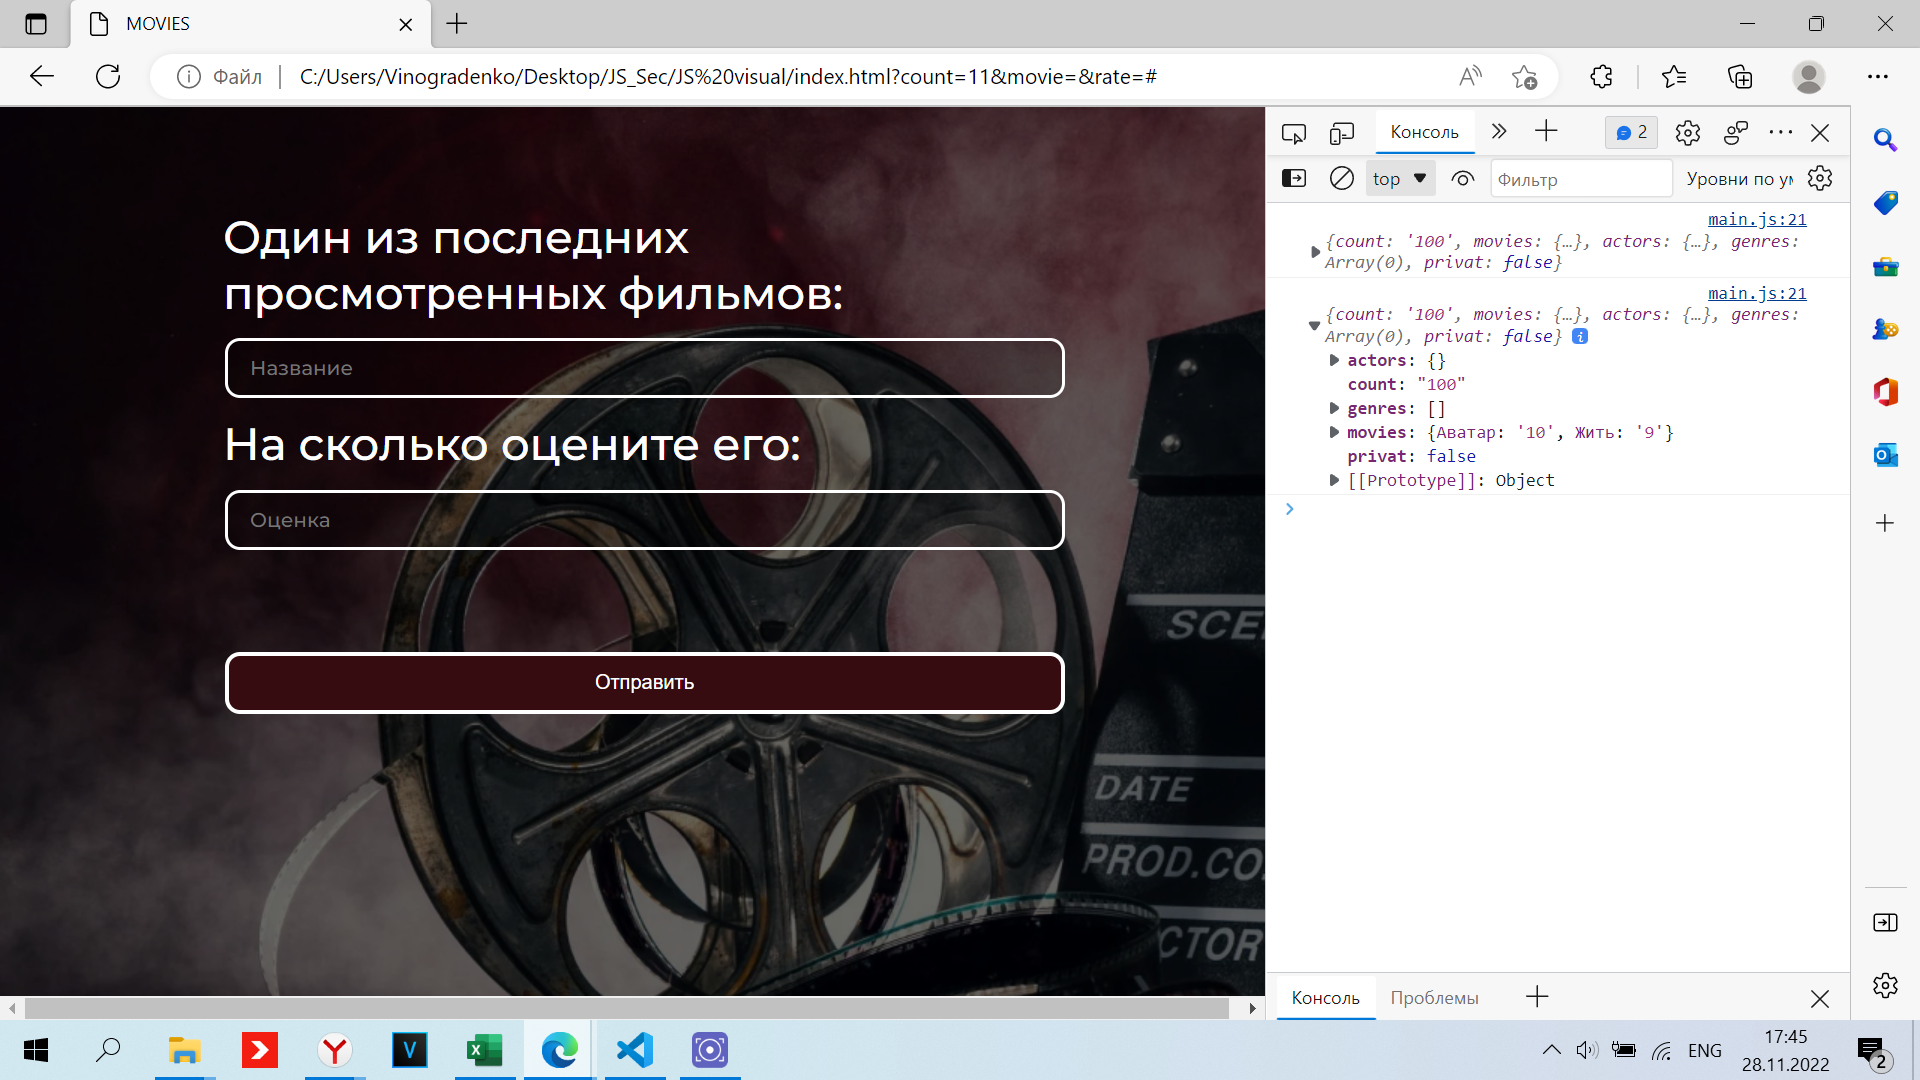 MOVIES
Файл
C:/Users/Vinogradenko/Desktop/JS_Sec/JS%20visual/index.html?count=11&movie=&rate=#
Один из последних
просмотренных фильмов:
Название
На сколько оцените его:
Оценка
Отправить
SCE
DATE
PROD.CO
CTOR
Консоль
2
top
Фильтр
Уровни по ум
main.js:21
{count: '100', movies: {…}, actors: {…}, genres:
Array(0), privat: false}
main.js:21
{count: '100', movies: {…}, actors: {…}, genres:
Array(0), privat: false}
actors: {}
count: "100"
genres: []
movies: {Аватар: '10', Жить: '9'}
privat: false
[[Prototype]]: Object
Консоль
Проблемы
ENG
17:45
28.11.2022
2